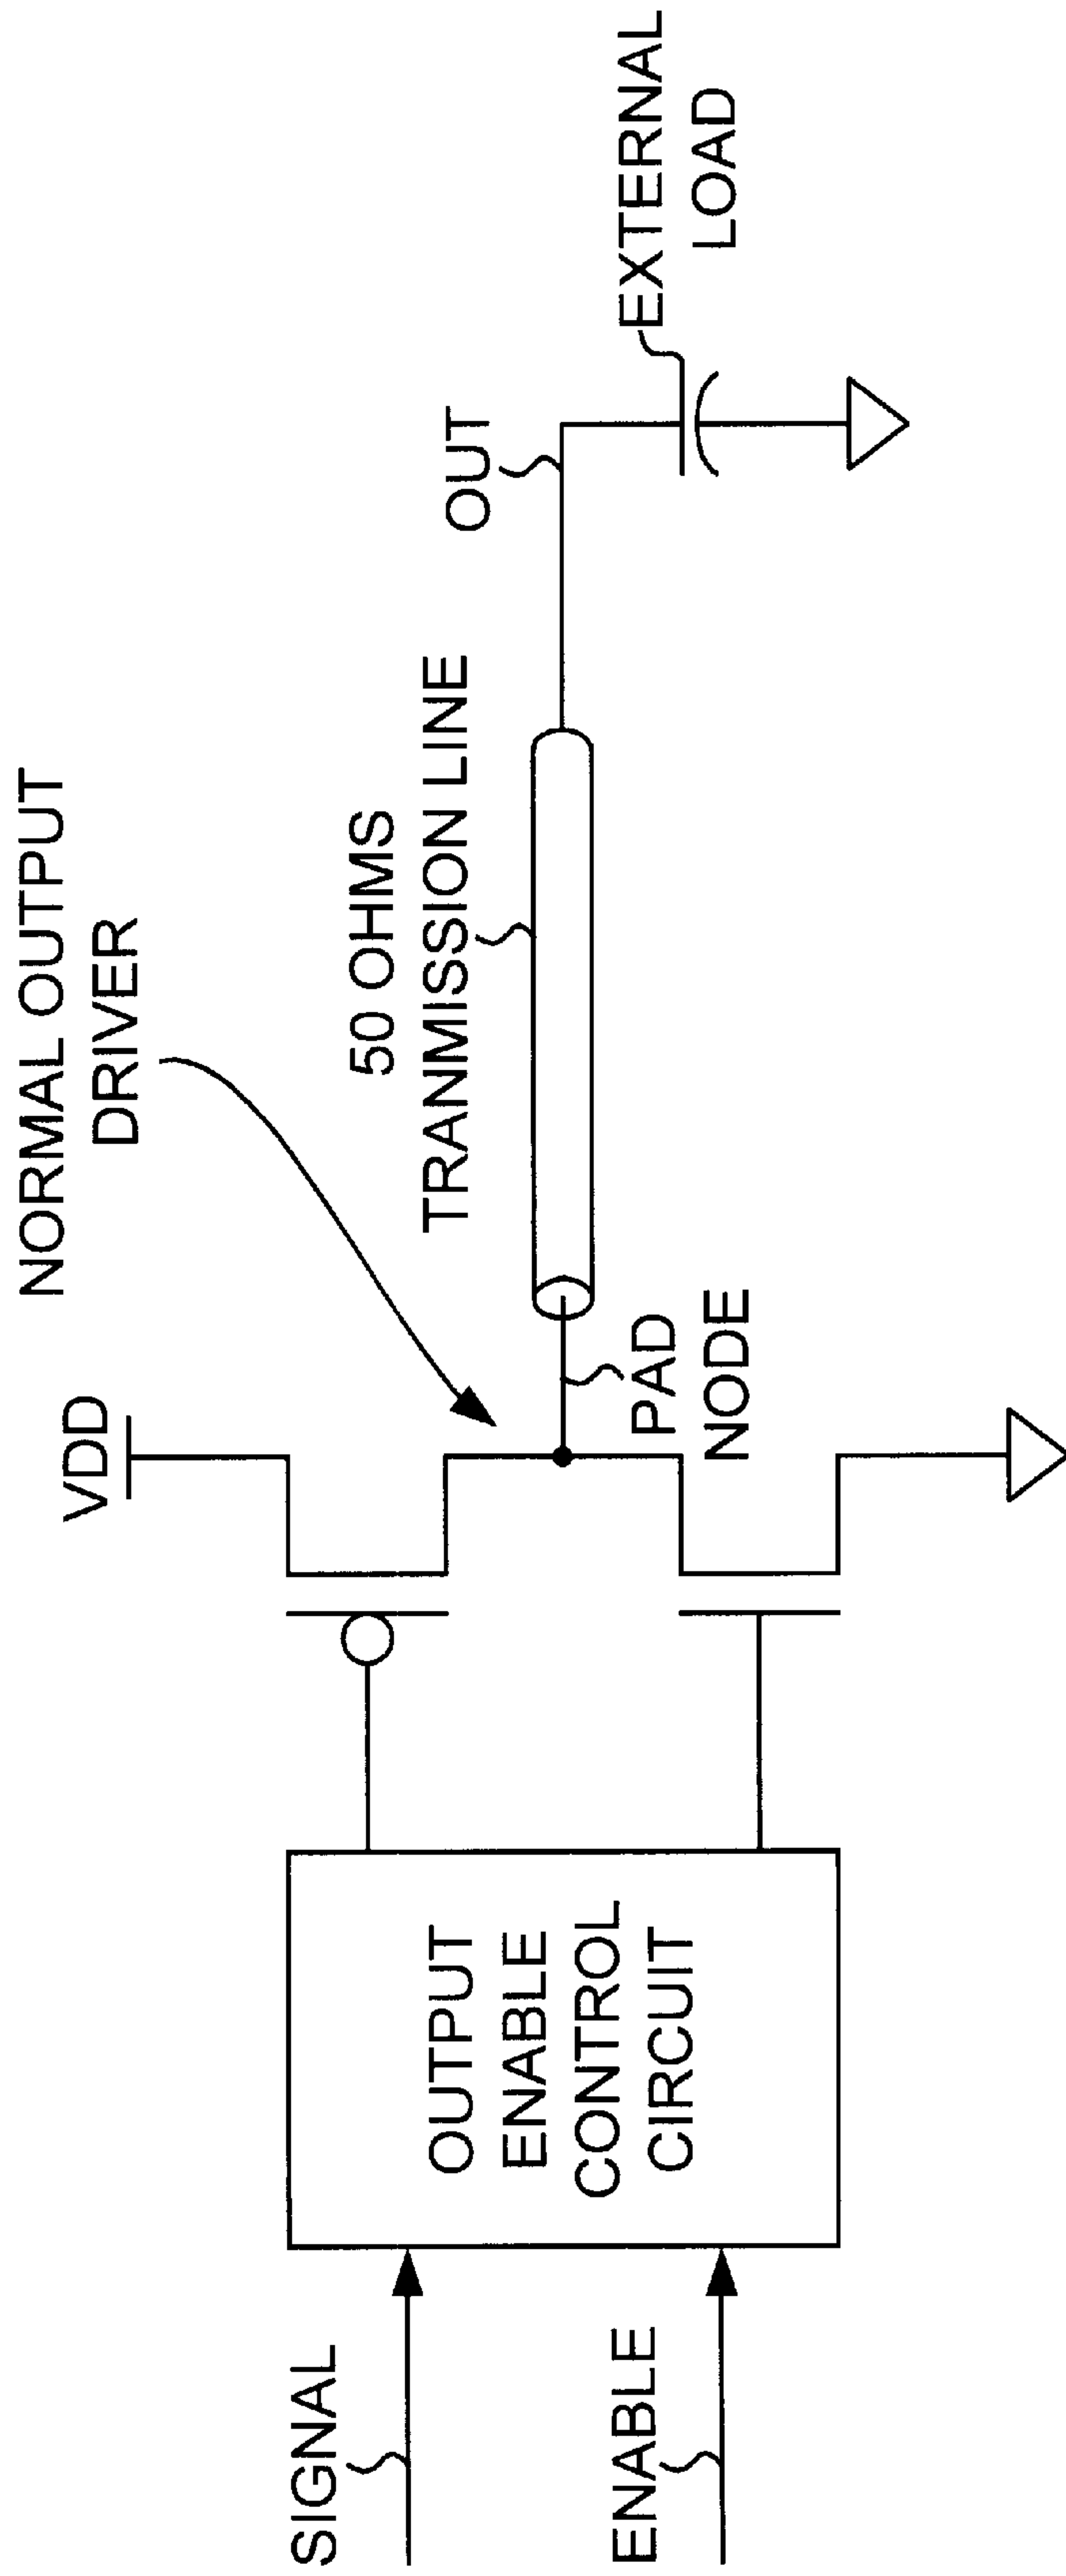 SIGNAL
ENABLE
OUTPUT
ENABLE
CONTROL
CIRCUIT
VDD
NORMAL OUTPUT
DRIVER
PAD
NODE
50 OHMS
TRANMISSION LINE
OUT
EXTERNAL
LOAD